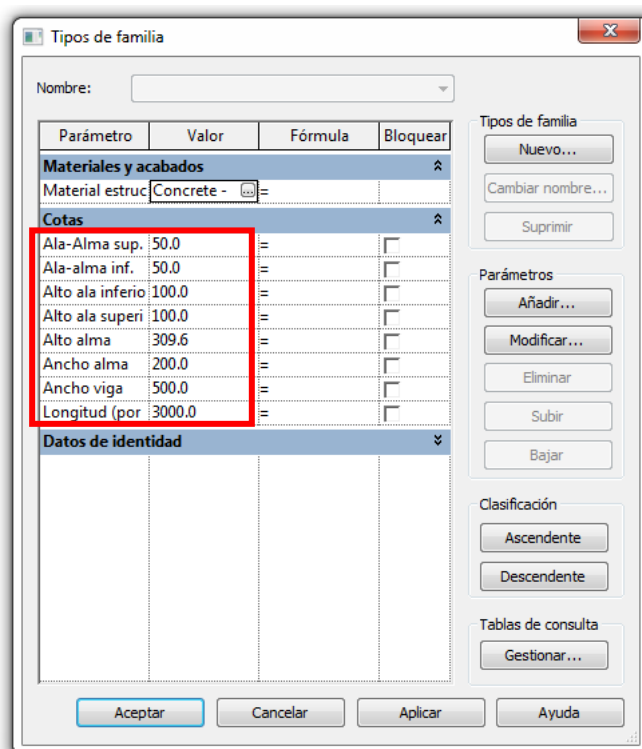 Tipos de familia
Nombre:
Parámetro Valor Fórmula Bloquear
Materiales y acabados
Material estruc Concrete - ... =
Cotas
Ala-Alma sup. 50.0 =
Ala-alma inf. 50.0 =
Alto ala inferio 100.0 =
Alto ala superi 100.0 =
Alto alma 309.6 =
Ancho alma 200.0 =
Ancho viga 500.0 =
Longitud (por 3000.0 =
Datos de identidad
Tipos de familia
Nuevo...
Cambiar nombre...
Suprimir
Parámetros
Añadir...
Modificar...
Eliminar
Subir
Bajar
Clasificación
Ascendente
Descendente
Tablas de consulta
Gestionar...
Aceptar Cancelar Aplicar Ayuda